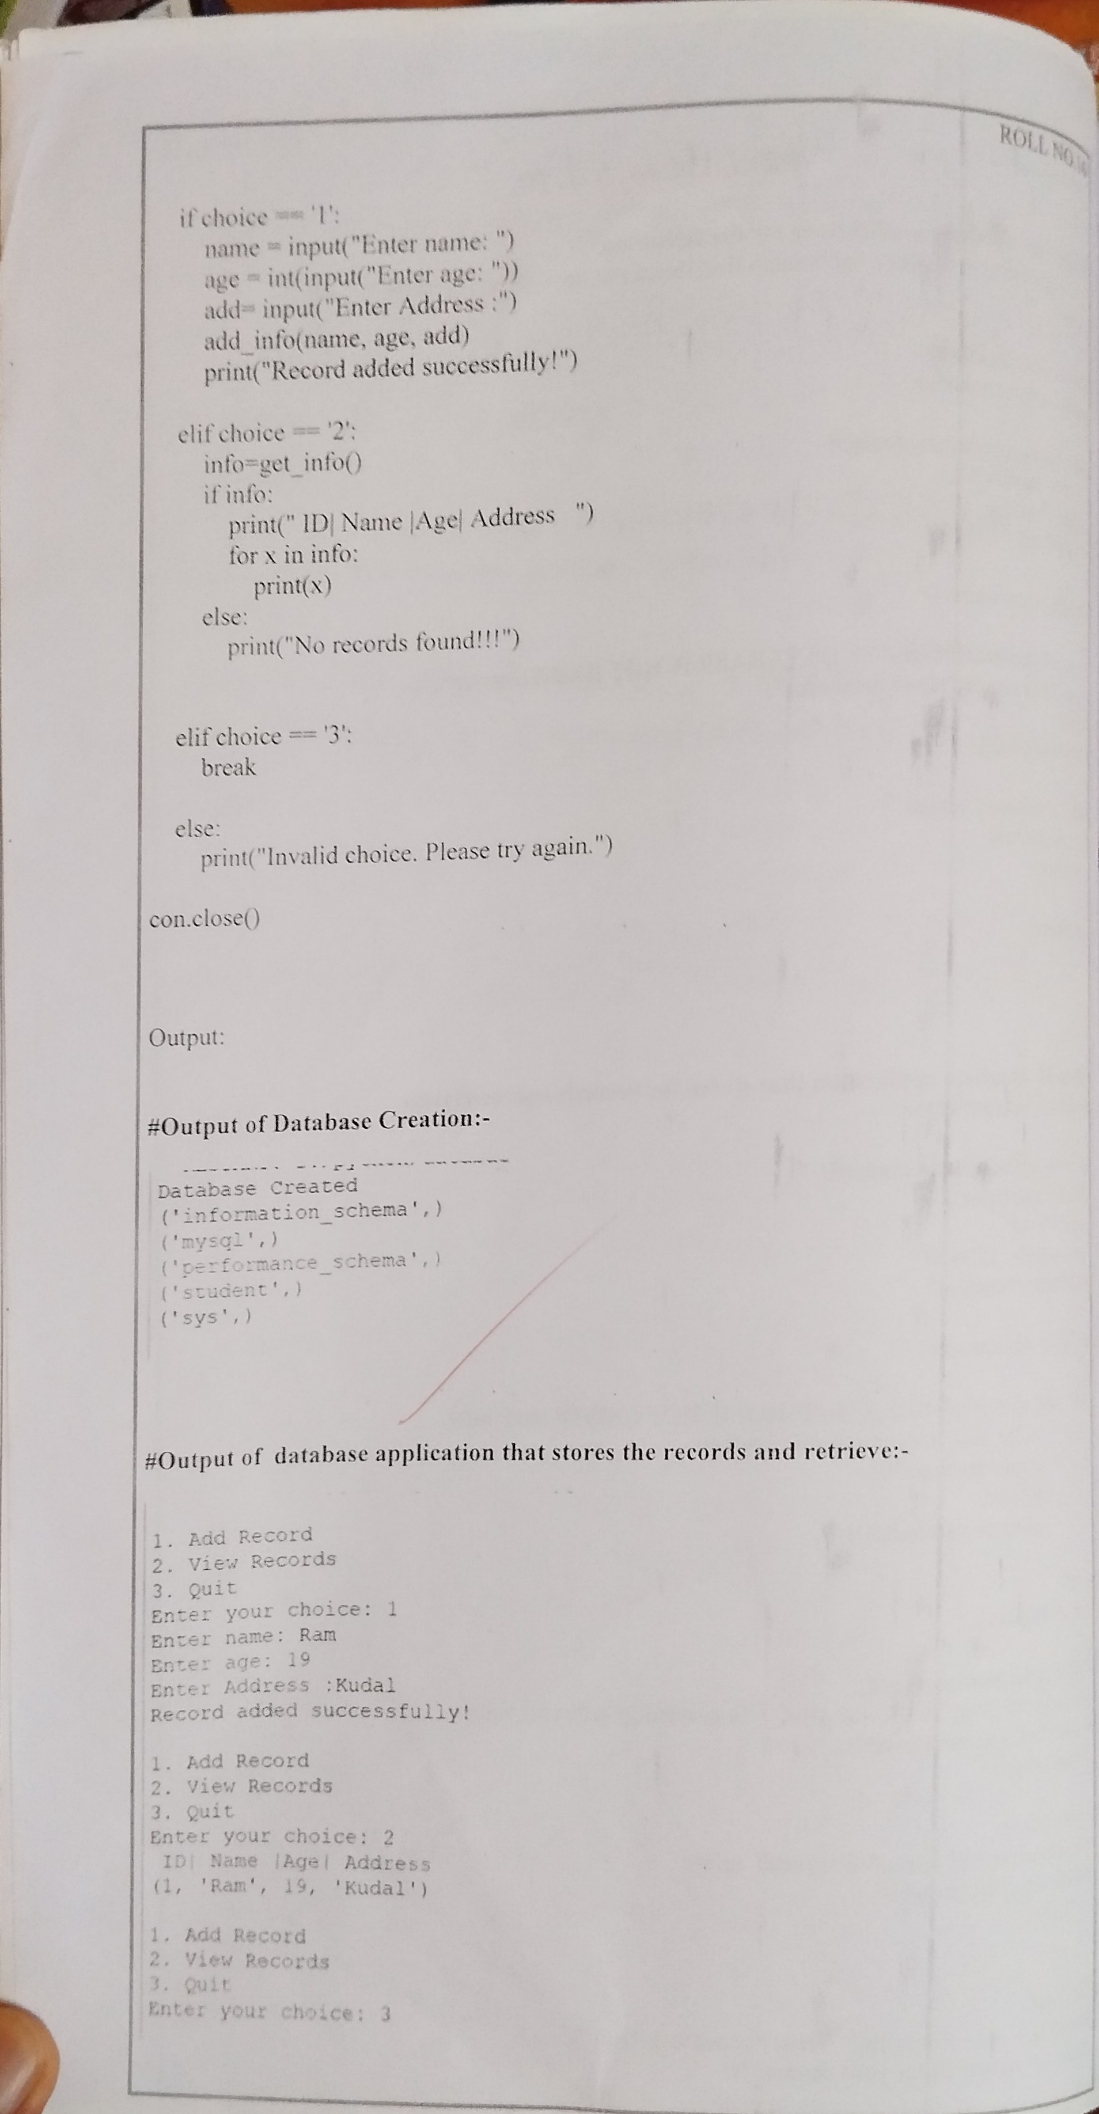 ROLL NO.
if choice == '1':
name = input("Enter name: ")
age = int(input("Enter age: "))
add= input("Enter Address :")
add_info(name, age, add)
print("Record added successfully!")
elif choice == '2':
info=get_info()
if info:
print(" ID| Name |Age| Address   ")
for x in info:
print(x)
else:
print("No records found!!!")
elif choice == '3':
break
else:
print("Invalid choice. Please try again.")
con.close()
Output:
#Output of Database Creation:-
Database Created
('information_schema',)
('mysql',)
('performance_schema',)
('student',)
('sys',)
#Output of database application that stores the records and retrieve:-
1. Add Record
2. View Records
3. Quit
Enter your choice: 1
Enter name: Ram
Enter age: 19
Enter Address :Kudal
Record added successfully!
1. Add Record
2. View Records
3. Quit
Enter your choice: 2
ID| Name |Age| Address
(1, 'Ram', 19, 'Kudal')
1. Add Record
2. View Records
3. Quit
Enter your choice: 3